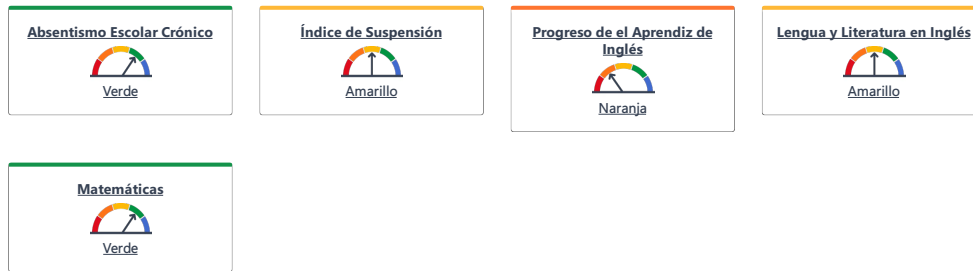 Absentismo Escolar Crónico
Verde
Índice de Suspensión
Amarillo
Progreso de el Aprendiz de
Inglés
Naranja
Lengua y Literatura en Inglés
Amarillo
Matemáticas
Verde